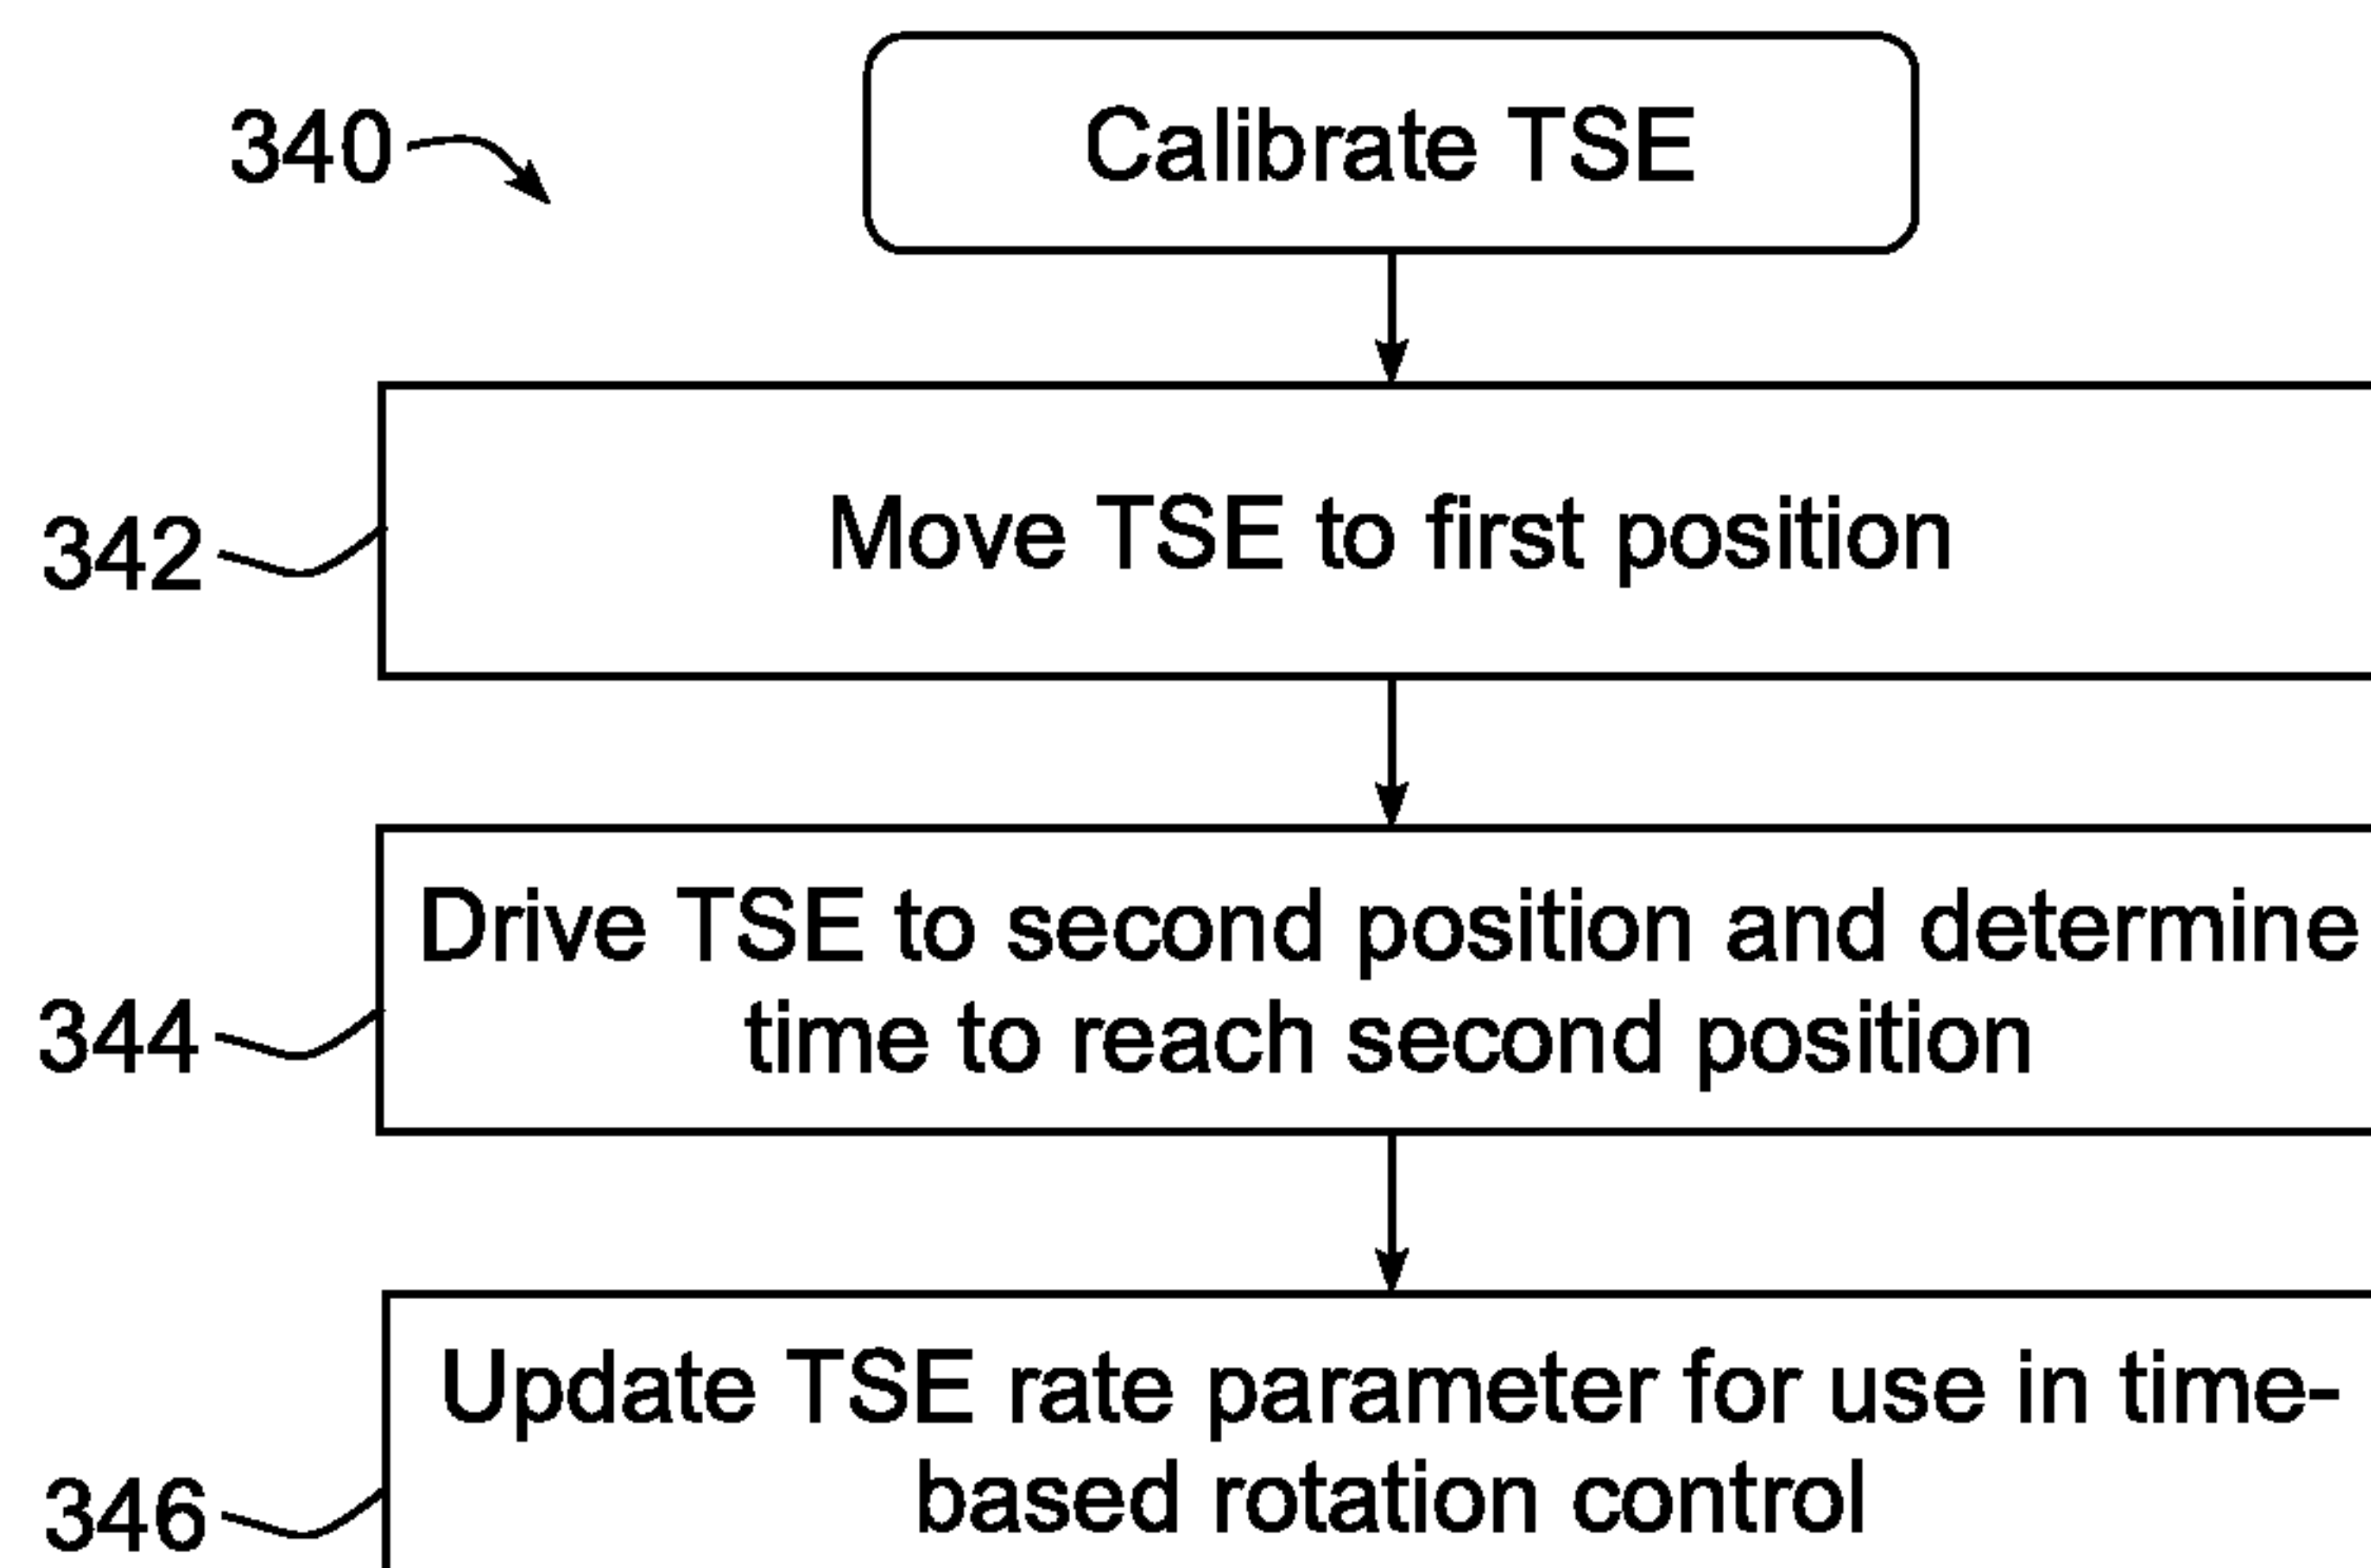 340
Calibrate TSE
342
Move TSE to first position
344
Drive TSE to second position and determine
time to reach second position
346
Update TSE rate parameter for use in time-
based rotation control